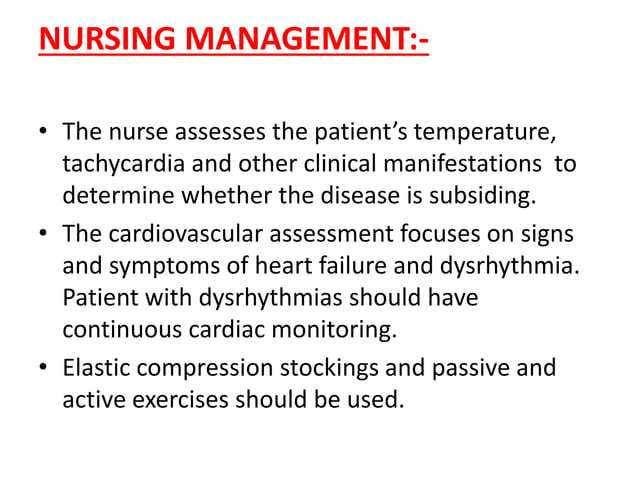 NURSING MANAGEMENT:-
• The nurse assesses the patient’s temperature,
tachycardia and other clinical manifestations  to
determine whether the disease is subsiding.
• The cardiovascular assessment focuses on signs
and symptoms of heart failure and dysrhythmia.
Patient with dysrhythmias should have
continuous cardiac monitoring.
• Elastic compression stockings and passive and
active exercises should be used.